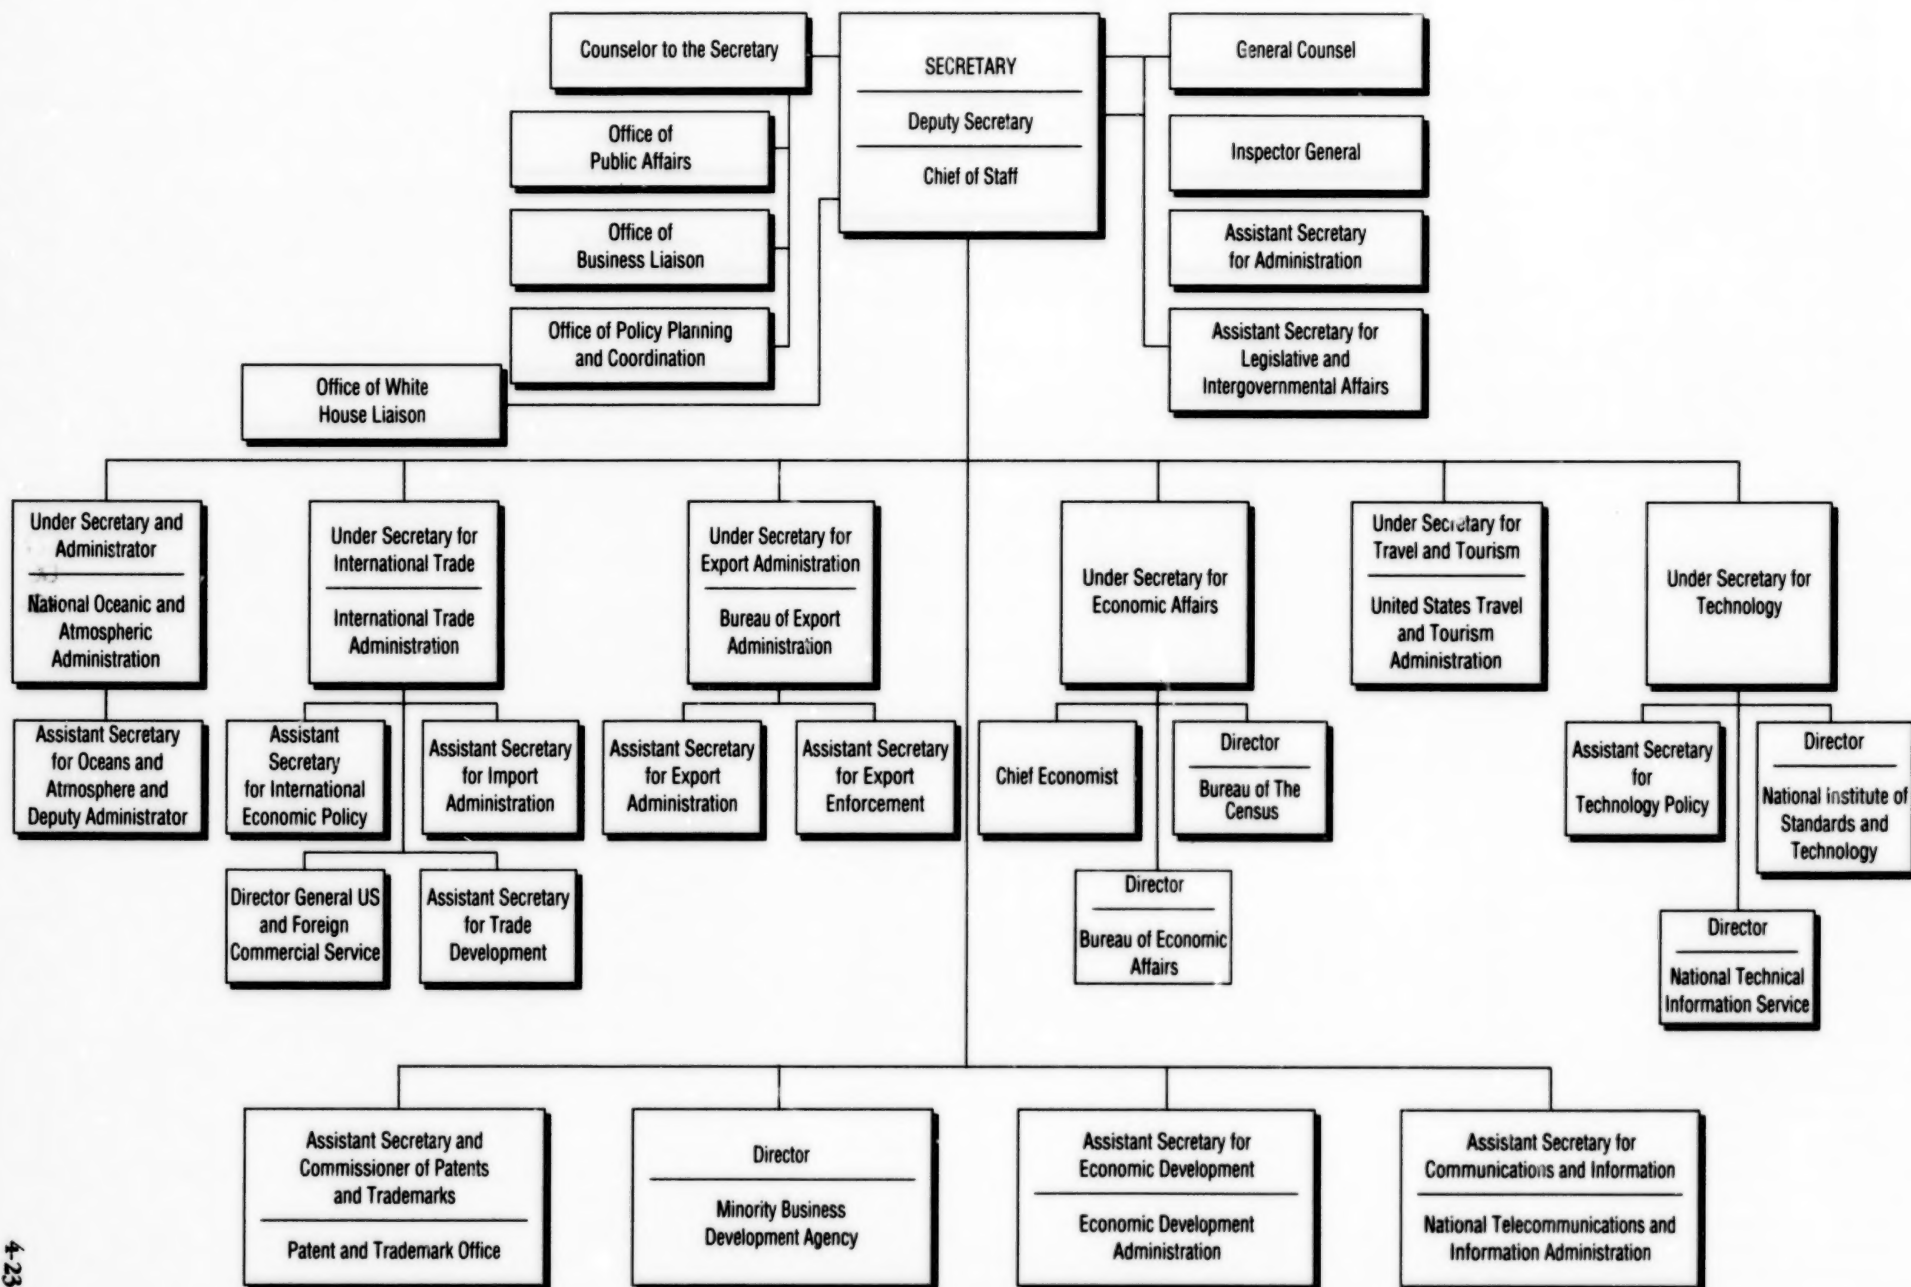 Counselor to the Secretary
SECRETARY
Deputy Secretary
Chief of Staff
General Counsel
Office of
Public Affairs
Inspector General
Office of
Business Liaison
Assistant Secretary
for Administration
Office of Policy Planning
and Coordination
Assistant Secretary for
Legislative and
Intergovernmental Affairs
Office of White
House Liaison
Under Secretary and
Administrator
National Oceanic and
Atmospheric
Administration
Under Secretary for
International Trade
International Trade
Administration
Under Secretary for
Export Administration
Bureau of Export
Administration
Under Secretary for
Economic Affairs
Under Secretary for
Travel and Tourism
United States Travel
and Tourism
Administration
Under Secretary for
Technology
Assistant Secretary
for Oceans and
Atmosphere and
Deputy Administrator
Assistant
Secretary
for International
Economic Policy
Assistant Secretary
for Import
Administration
Assistant Secretary
for Export
Administration
Assistant Secretary
for Export
Enforcement
Chief Economist
Director
Bureau of The
Census
Assistant Secretary
for
Technology Policy
Director
National Institute of
Standards and
Technology
Director General US
and Foreign
Commercial Service
Assistant Secretary
for Trade
Development
Director
Bureau of Economic
Affairs
Director
National Technical
Information Service
Assistant Secretary and
Commissioner of Patents
and Trademarks
Patent and Trademark Office
Director
Minority Business
Development Agency
Assistant Secretary for
Economic Development
Economic Development
Administration
Assistant Secretary for
Communications and Information
National Telecommunications and
Information Administration
4-23